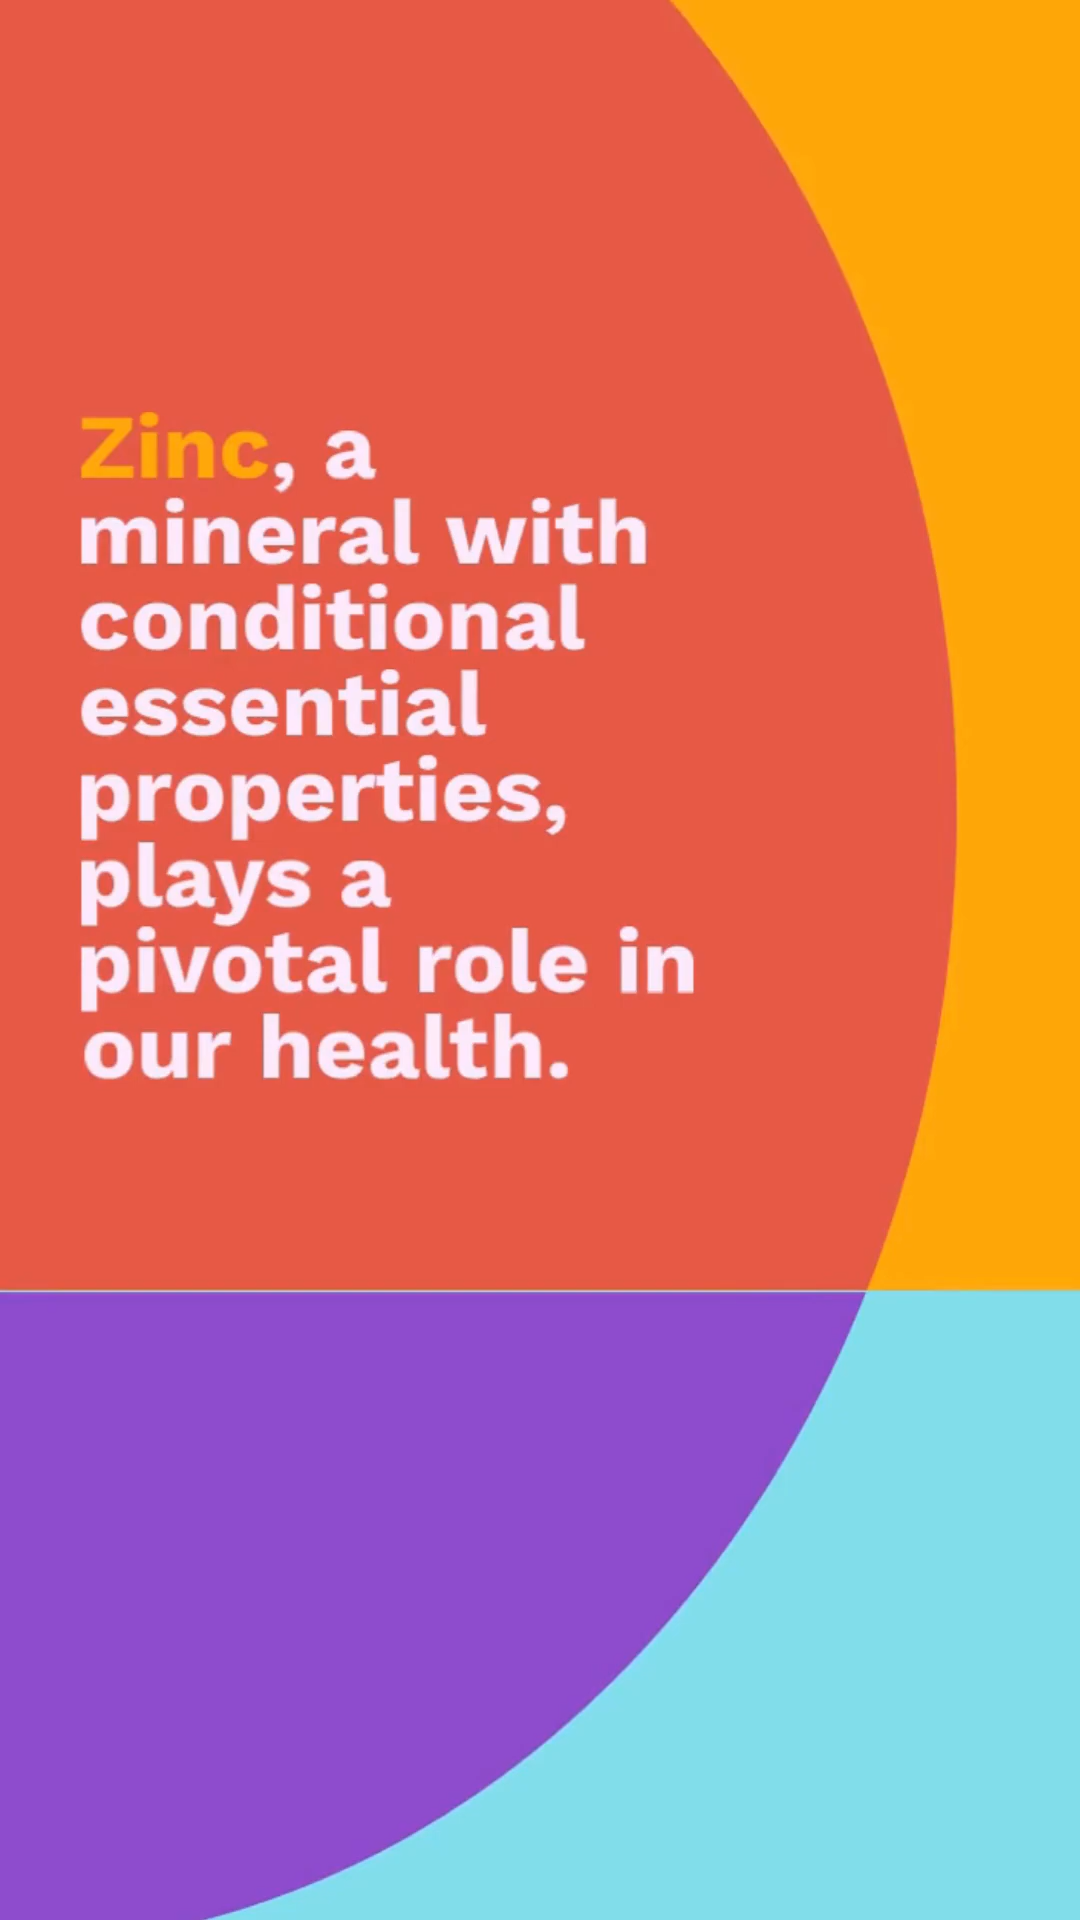 Zinc, a
mineral with
conditional
essential
properties,
plays a
pivotal role in
our health.